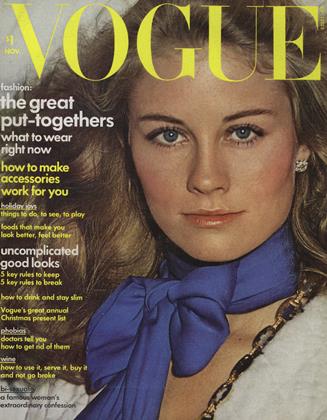 VOGUE
$1
NOV.
fashion:
the great
put-togethers
what to wear
right now
how to make
accessories
work for you
holiday joys
things to do, to see, to play
foods that make you
look better, feel better
uncomplicated
good looks
5 key rules to keep
5 key rules to break
how to drink and stay slim
Vogue's great annual
Christmas present list
phobias
doctors tell you
how to get rid of them
wine
how to use it, serve it, buy it
and not go broke
bi-sexuality
a famous woman's
extraordinary confession